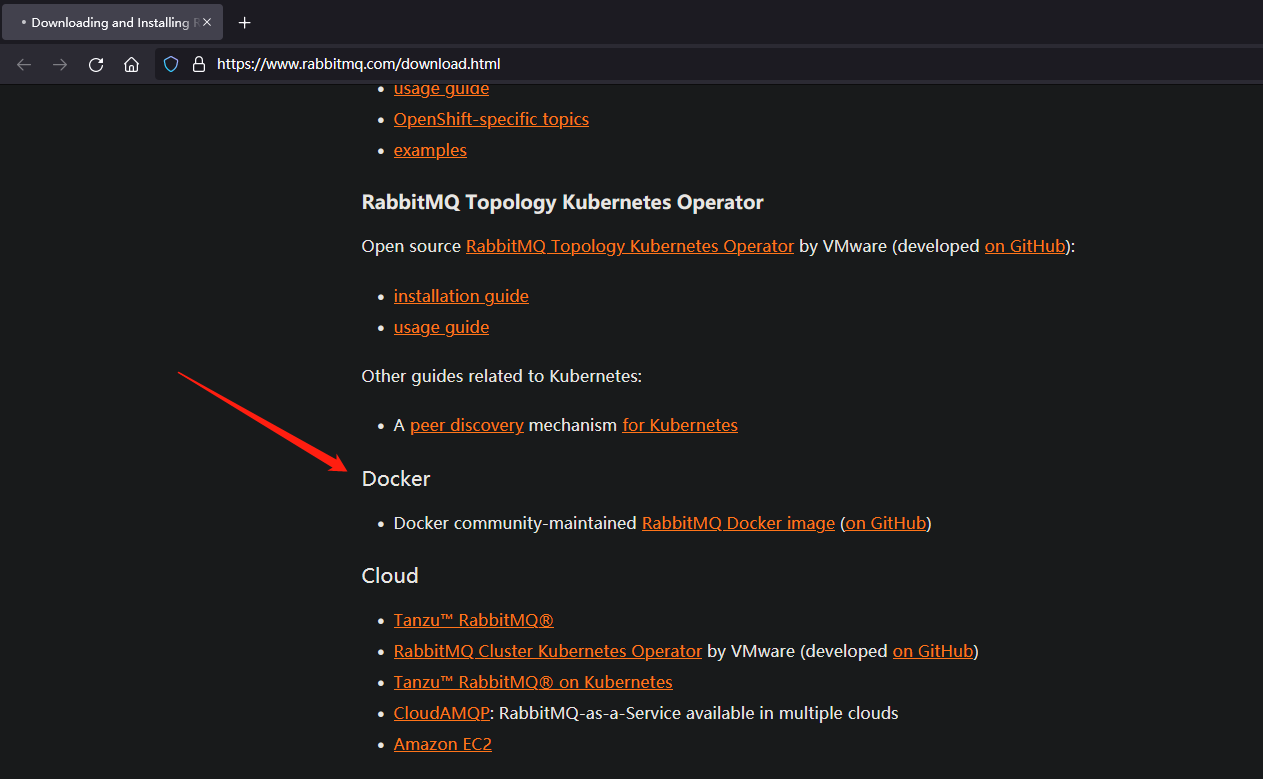 Downloading and Installing R
https://www.rabbitmq.com/download.html
usage guide
OpenShift-specific topics
examples
RabbitMQ Topology Kubernetes Operator
Open source RabbitMQ Topology Kubernetes Operator by VMware (developed on GitHub):
installation guide
usage guide
Other guides related to Kubernetes:
A peer discovery mechanism for Kubernetes
Docker
Docker community-maintained RabbitMQ Docker image (on GitHub)
Cloud
Tanzu™ RabbitMQ®
RabbitMQ Cluster Kubernetes Operator by VMware (developed on GitHub)
Tanzu™ RabbitMQ® on Kubernetes
CloudAMQP: RabbitMQ-as-a-Service available in multiple clouds
Amazon EC2